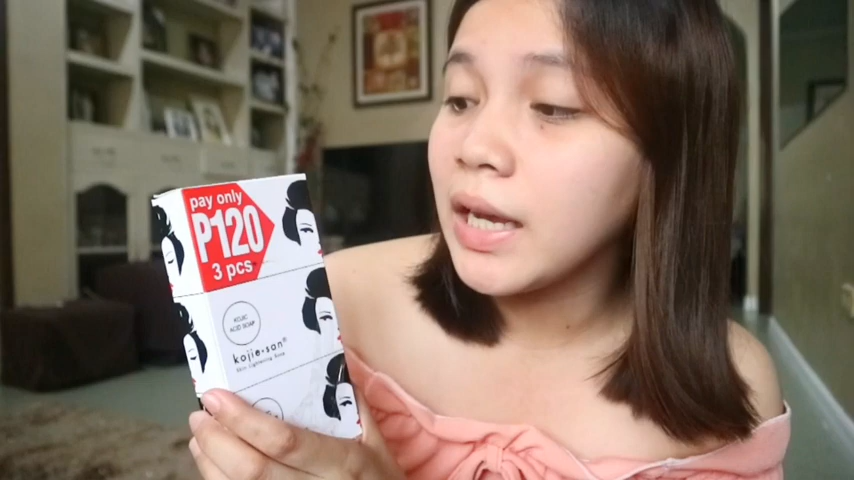 pay only
P120
3 pcs
KOJIC
ACID SOAP
kojie•san®
Skin Lightening Soap